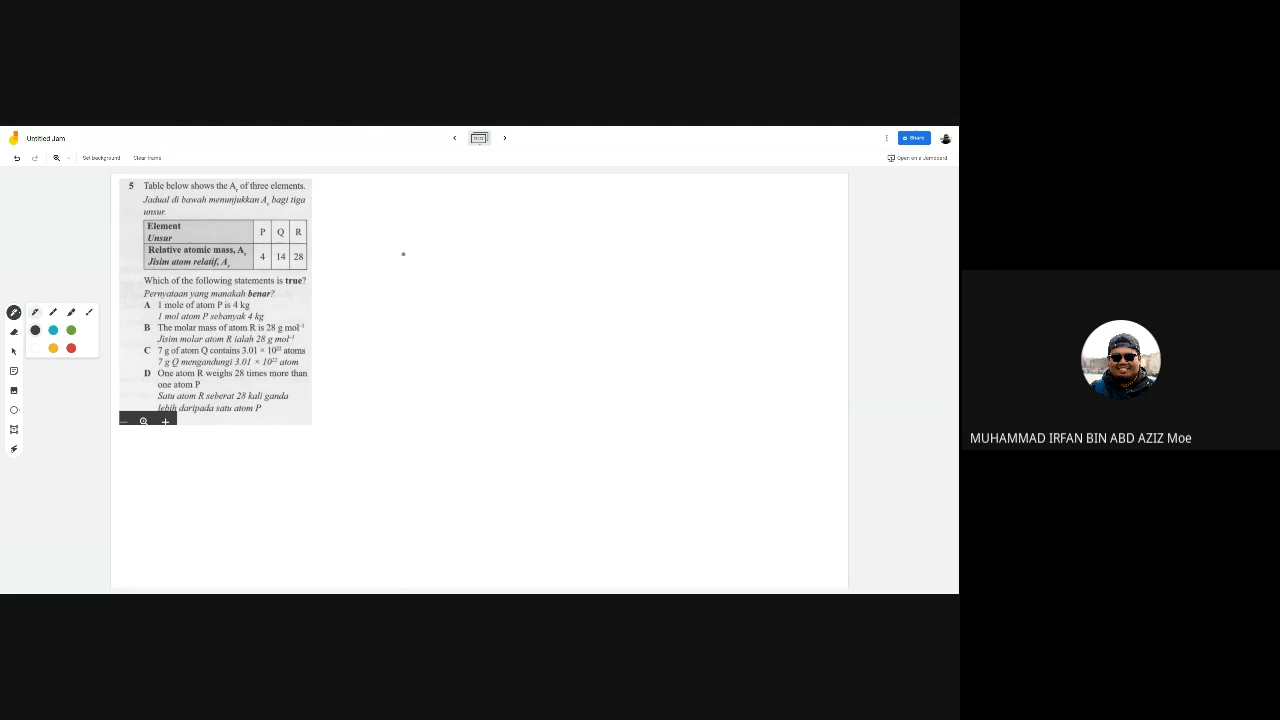 Untitled Jam
Share
Set background
Clear frame
Open on a Jamboard
5 Table below shows the Aᵣ of three elements.
Jadual di bawah menunjukkan Aᵣ bagi tiga
unsur.
Element
Unsur
P Q R
Relative atomic mass, Aᵣ
Jisim atom relatif, Aᵣ
4 14 28
Which of the following statements is true?
Pernyataan yang manakah benar?
A 1 mole of atom P is 4 kg
1 mol atom P sebanyak 4 kg
B The molar mass of atom R is 28 g mol⁻¹
Jisim molar atom R ialah 28 g mol⁻¹
C 7 g of atom Q contains 3.01 × 10²² atoms
7 g Q mengandungi 3.01 × 10²² atom
D One atom R weighs 28 times more than
one atom P
Satu atom R seberat 28 kali ganda
lebih daripada satu atom P
MUHAMMAD IRFAN BIN ABD AZIZ Moe